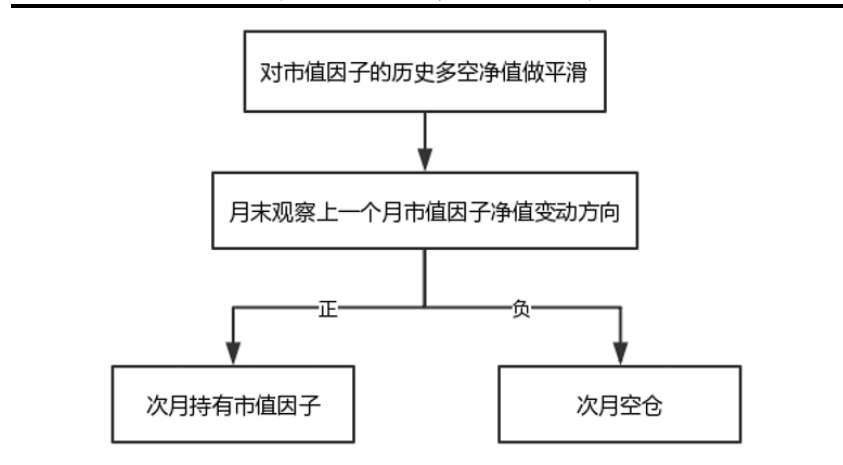 对市值因子的历史多空净值做平滑
月末观察上一个月市值因子净值变动方向
正
负
次月持有市值因子
次月空仓